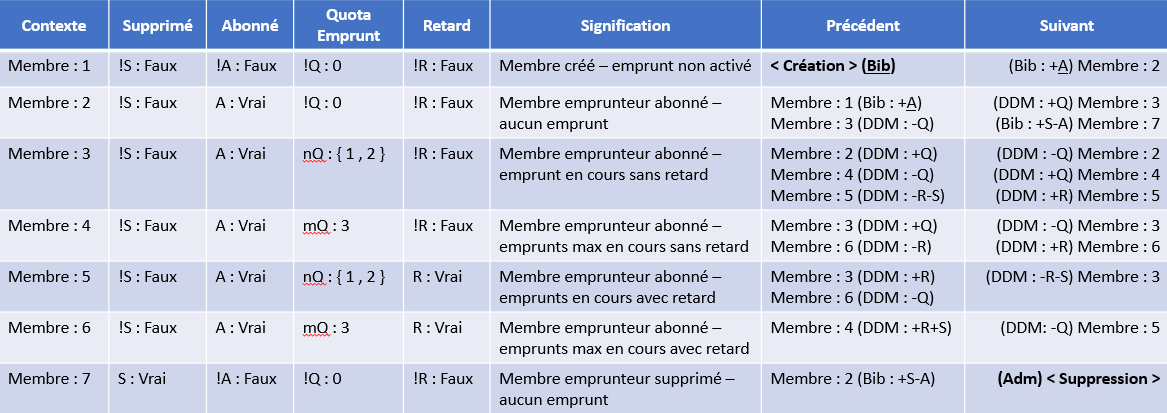 Contexte Supprimé Abonné Quota Emprunt Retard Signification Précédent Suivant
Membre : 1 !S : Faux !A : Faux !Q : 0 !R : Faux Membre créé – emprunt non activé < Création > (Bib) (Bib : +A) Membre : 2
Membre : 2 !S : Faux A : Vrai !Q : 0 !R : Faux Membre emprunteur abonné – Membre : 1 (Bib : +A) (DDM : +Q) Membre : 3
aucun emprunt Membre : 3 (DDM : -Q) (Bib : +S-A) Membre : 7
Membre : 3 !S : Faux A : Vrai nQ : { 1 , 2 } !R : Faux Membre emprunteur abonné – Membre : 2 (DDM : +Q) (DDM : -Q) Membre : 2
emprunt en cours sans retard Membre : 4 (DDM : -Q) (DDM : +Q) Membre : 4
Membre : 5 (DDM : -R-S) (DDM : +R) Membre : 5
Membre : 4 !S : Faux A : Vrai mQ : 3 !R : Faux Membre emprunteur abonné – Membre : 3 (DDM : +Q) (DDM : -Q) Membre : 3
emprunts max en cours sans retard Membre : 6 (DDM : -R) (DDM : +R) Membre : 6
Membre : 5 !S : Faux A : Vrai nQ : { 1 , 2 } R : Vrai Membre emprunteur abonné – Membre : 3 (DDM : +R) (DDM : -R-S) Membre : 3
emprunts en cours avec retard Membre : 6 (DDM : -Q)
Membre : 6 !S : Faux A : Vrai mQ : 3 R : Vrai Membre emprunteur abonné – Membre : 4 (DDM : +R+S) (DDM: -Q) Membre : 5
emprunts max en cours avec retard
Membre : 7 S : Vrai !A : Faux !Q : 0 !R : Faux Membre emprunteur supprimé – Membre : 2 (Bib : +S-A) (Adm) < Suppression >
aucun emprunt